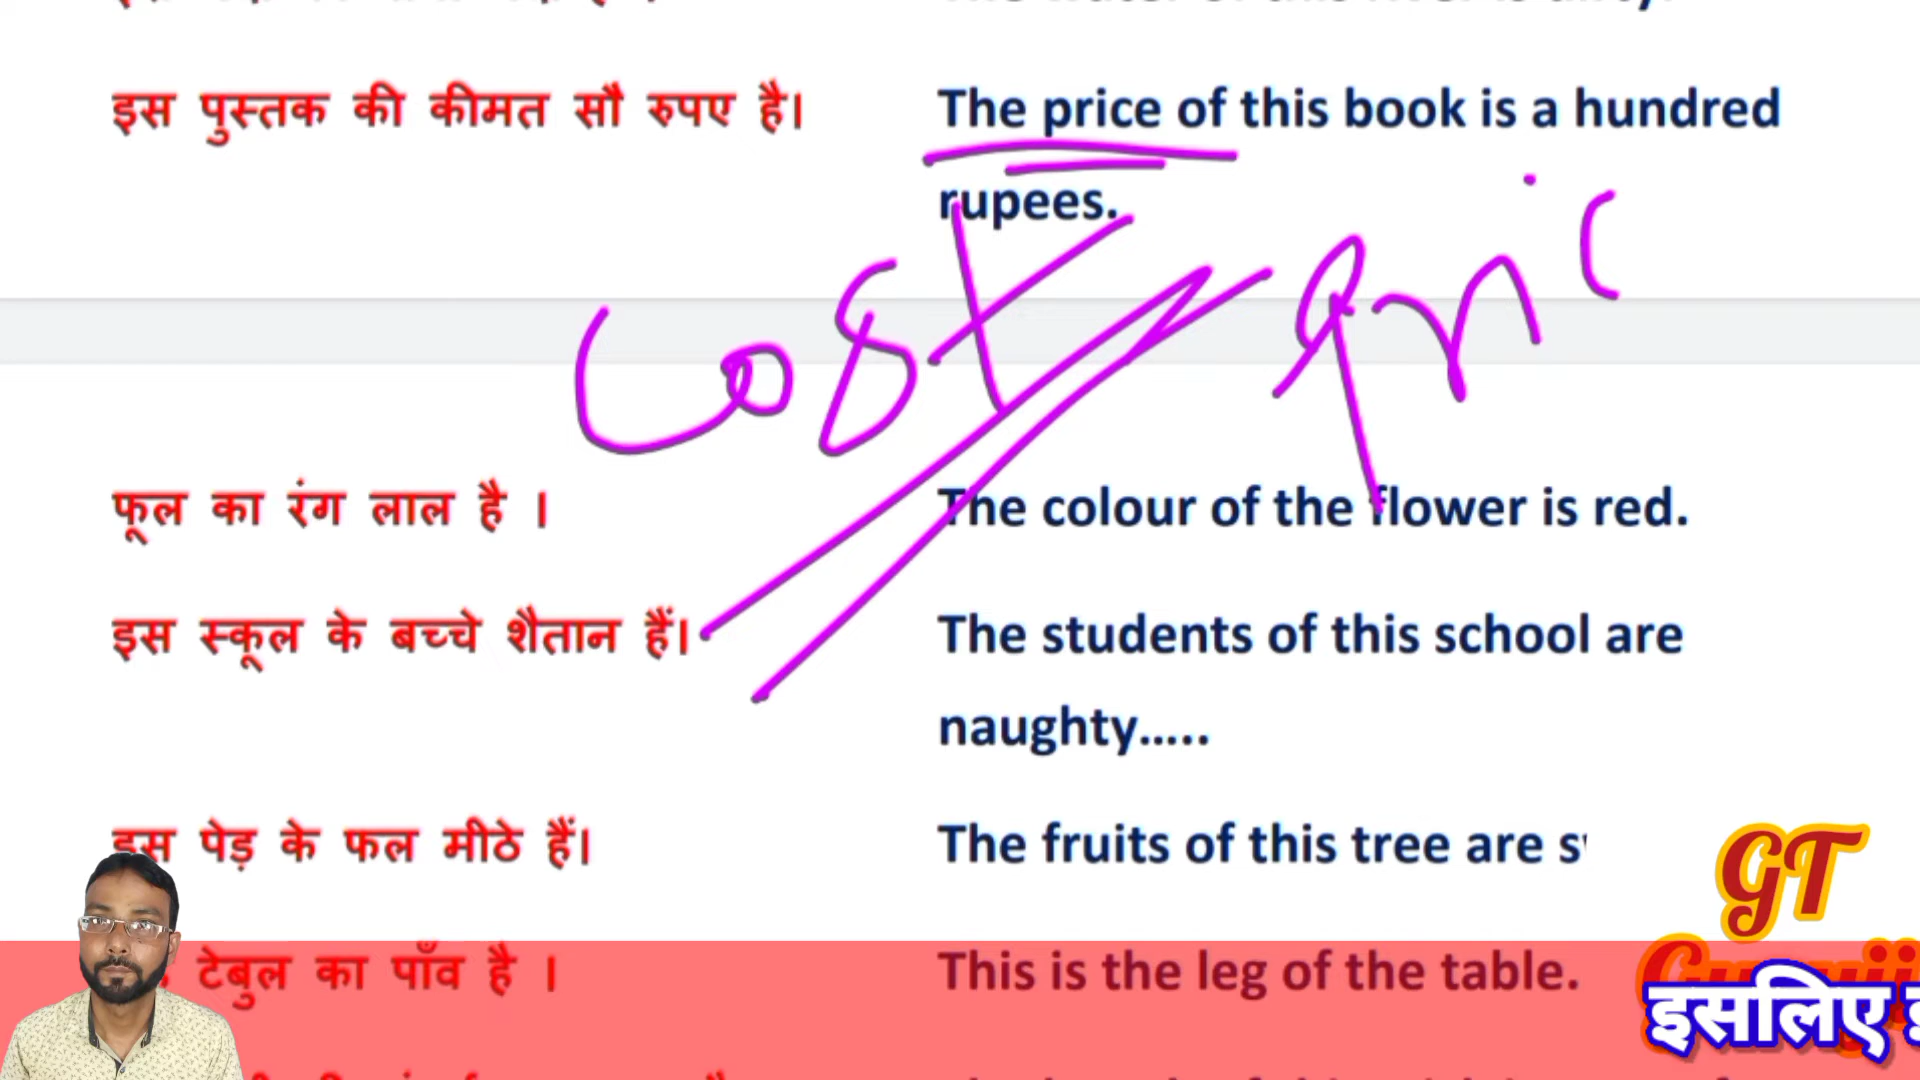 इस पुस्तक की कीमत सौ रुपए है। The price of this book is a hundred
rupees.
Cost pric
फूल का रंग लाल है । The colour of the flower is red.
इस स्कूल के बच्चे शैतान हैं। The students of this school are
naughty.....
इस पेड़ के फल मीठे हैं। The fruits of this tree are
GT
टेबुल का पाँव है । This is the leg of the table.
इसलिए